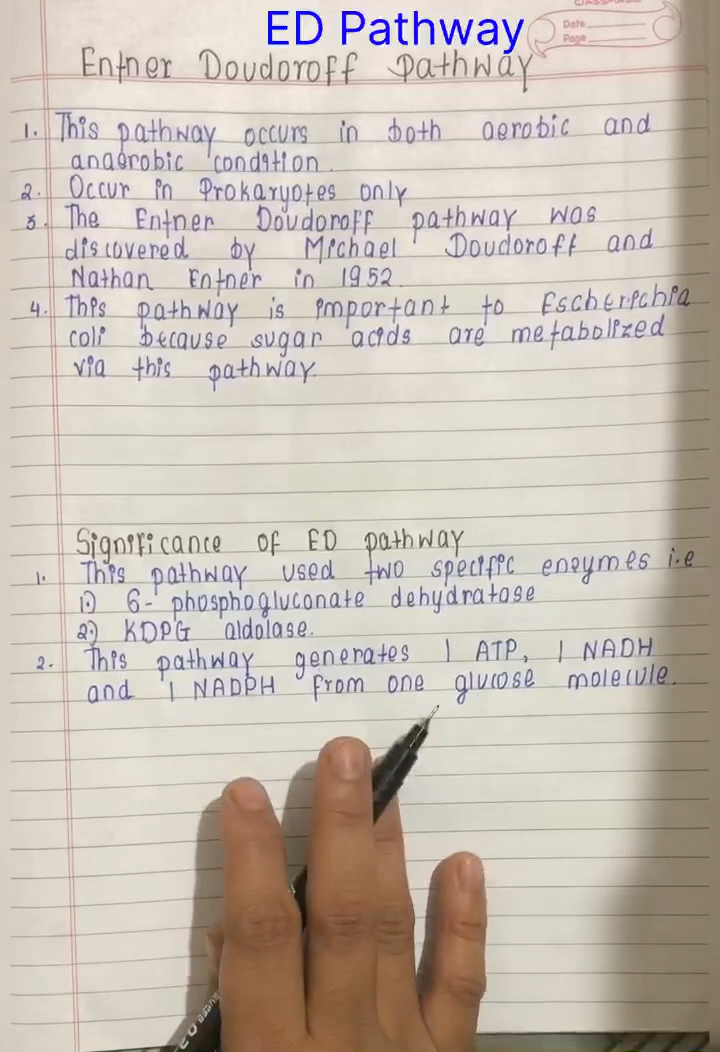 ED Pathway
Date
Page
Entner Doudoroff pathway
1. This pathway occurs in both aerobic and
anaerobic condition.
2. Occur in Prokaryotes only
3. The Entner Doudoroff pathway was
discovered by Michael Doudoroff and
Nathan Entner in 1952.
4. This pathway is important to Escherichia
coli because sugar acids are metabolized
via this pathway.
Significance of ED pathway
1. This pathway used two specific enzymes i.e
1.) 6-phosphogluconate dehydratase
2.) KDPG aldolase.
2. This pathway generates 1 ATP, 1 NADH
and 1 NADPH from one glucose molecule.